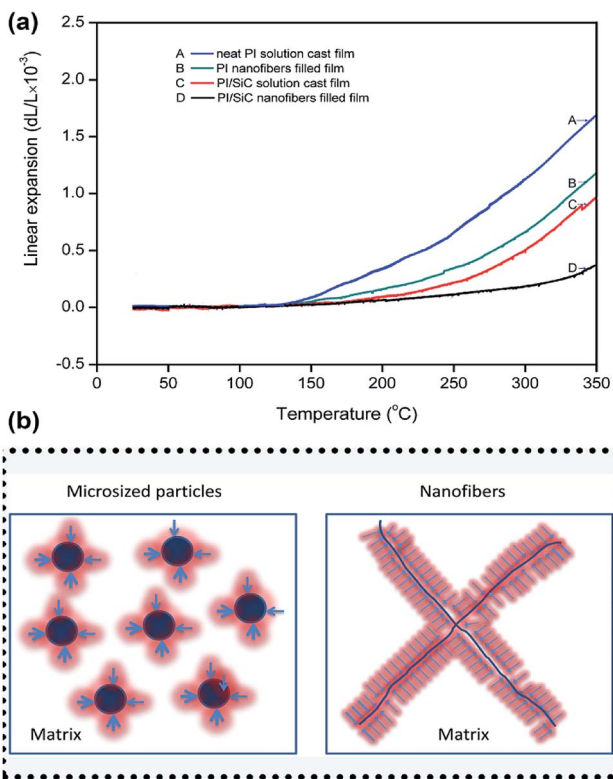 (a)
2.5
2.0
1.5
1.0
0.5
0.0
-0.5
Linear expansion (dL/L×10⁻³)
A neat PI solution cast film
B PI nanofibers filled film
C PI/SiC solution cast film
D PI/SiC nanofibers filled film
A
B
C
D
0 50 100 150 200 250 300 350
Temperature (°C)
(b)
Microsized particles
Matrix
Nanofibers
Matrix